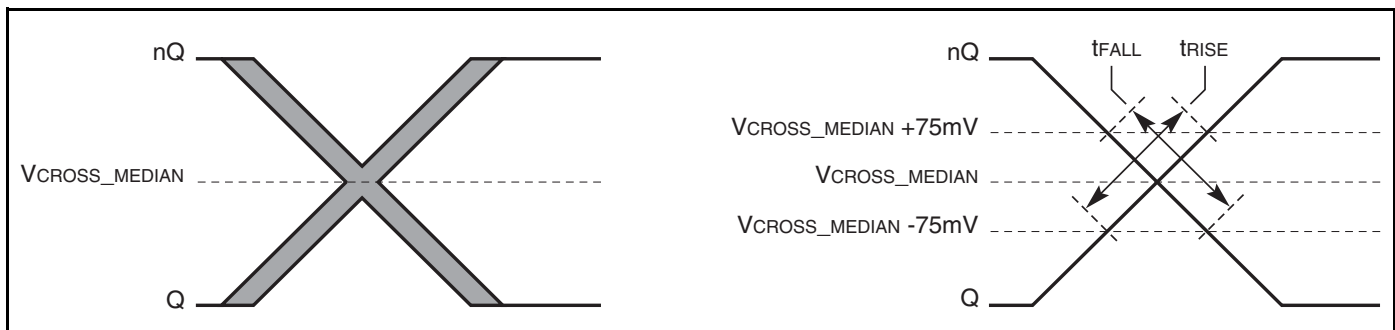 nQ
VCROSS_MEDIAN
Q
nQ
tFALL
tRISE
VCROSS_MEDIAN +75mV
VCROSS_MEDIAN
VCROSS_MEDIAN -75mV
Q